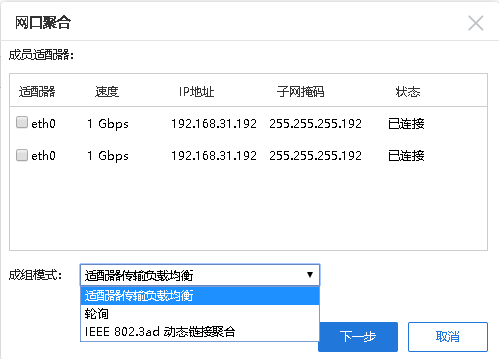 网口聚合
成员适配器：
适配器 速度 IP地址 子网掩码 状态
eth0 1 Gbps 192.168.31.192 255.255.255.192 已连接
eth0 1 Gbps 192.168.31.192 255.255.255.192 已连接
成组模式： 适配器传输负载均衡
适配器传输负载均衡
轮询
IEEE 802.3ad 动态链接聚合
下一步 取消